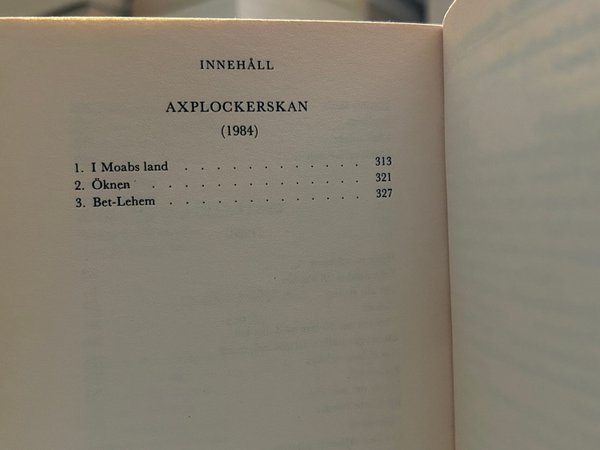 INNEHÅLL
AXPLOCKERSKAN
(1984)
1. I Moabs land . . . . . . . . . . . . . 313
2. Öknen . . . . . . . . . . . . . . . 321
3. Bet-Lehem . . . . . . . . . . . . . . 327